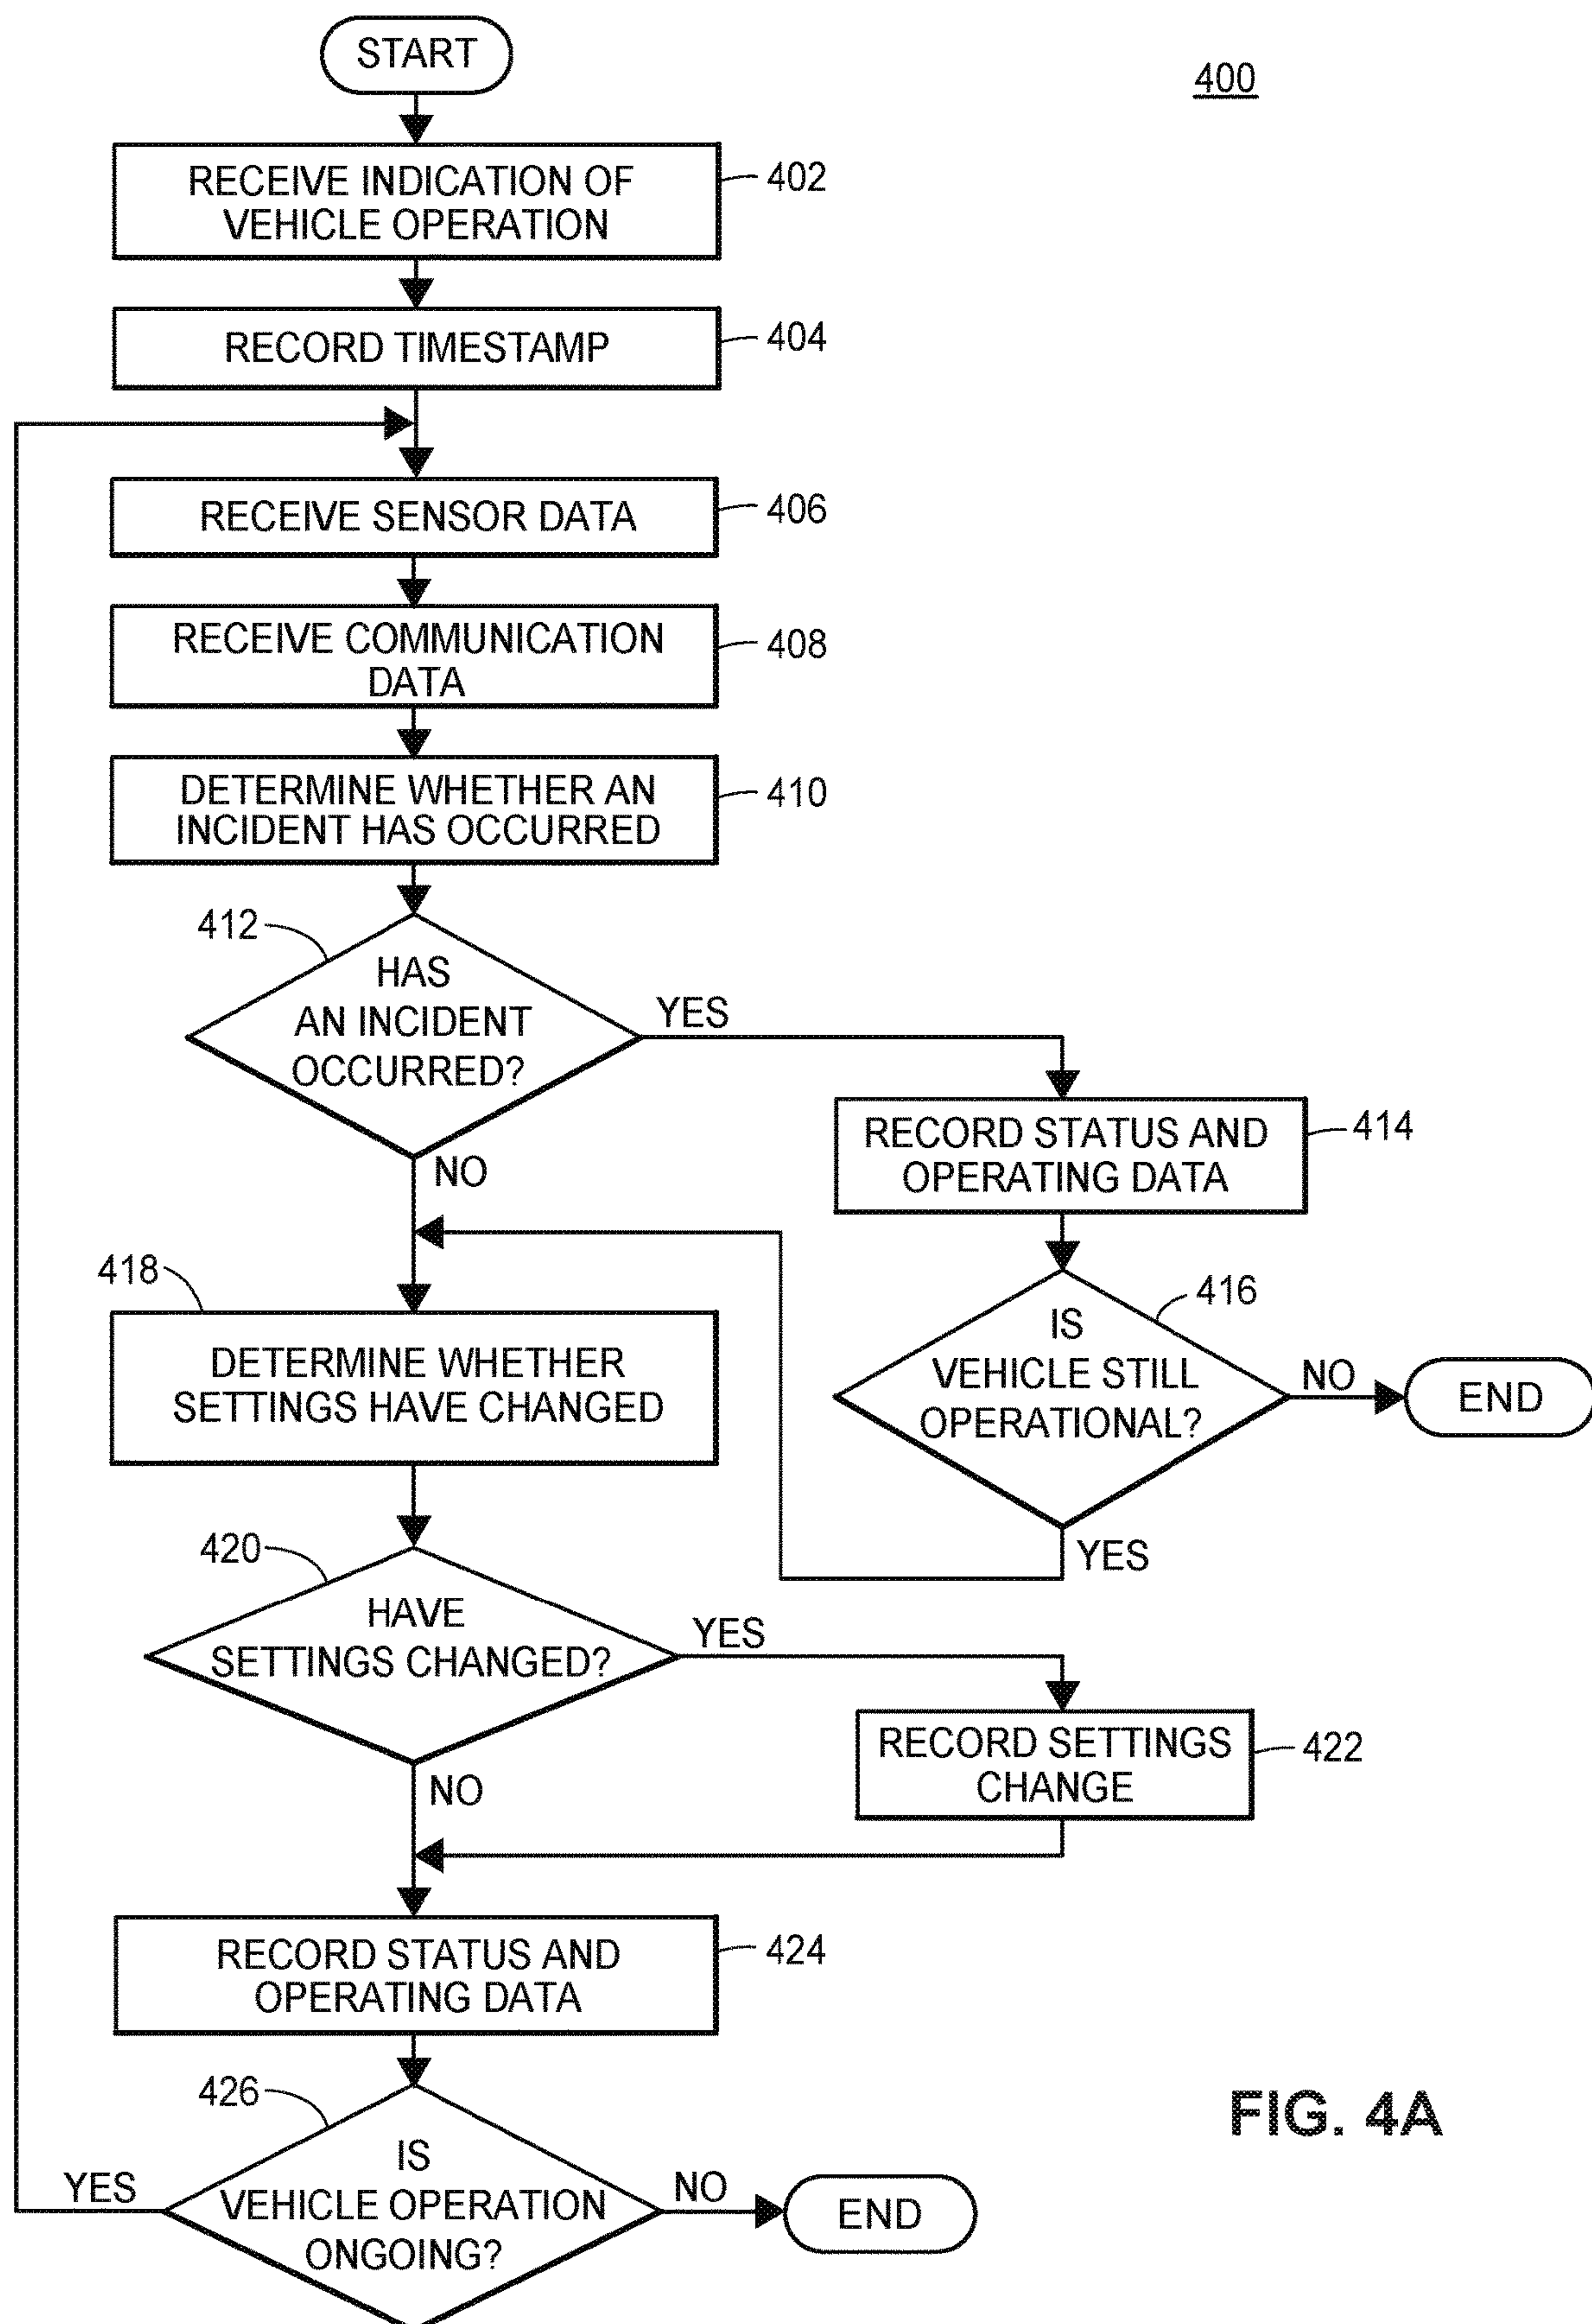 START
400
RECEIVE INDICATION OF
VEHICLE OPERATION
402
RECORD TIMESTAMP
404
RECEIVE SENSOR DATA
406
RECEIVE COMMUNICATION
DATA
408
DETERMINE WHETHER AN
INCIDENT HAS OCCURRED
410
412
HAS
AN INCIDENT
OCCURRED?
YES
NO
RECORD STATUS AND
OPERATING DATA
414
416
IS
VEHICLE STILL
OPERATIONAL?
NO
END
YES
418
DETERMINE WHETHER
SETTINGS HAVE CHANGED
420
HAVE
SETTINGS CHANGED?
YES
NO
RECORD SETTINGS
CHANGE
422
RECORD STATUS AND
OPERATING DATA
424
426
IS
VEHICLE OPERATION
ONGOING?
YES
NO
END
FIG. 4A